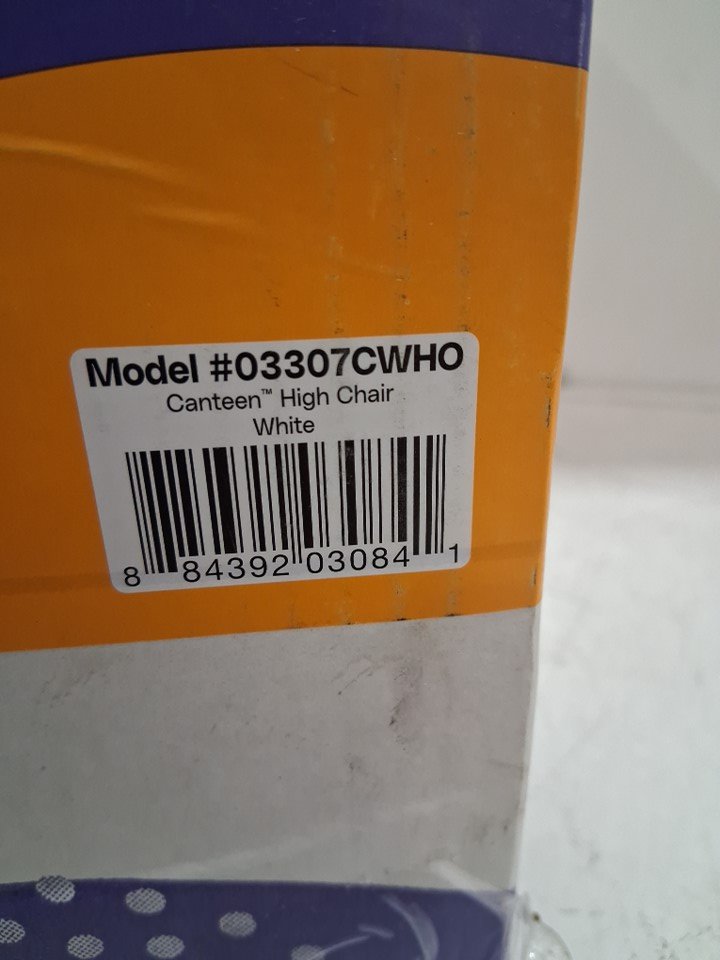 Model #03307CWHO
Canteen™ High Chair
White
8 84392 03084 1